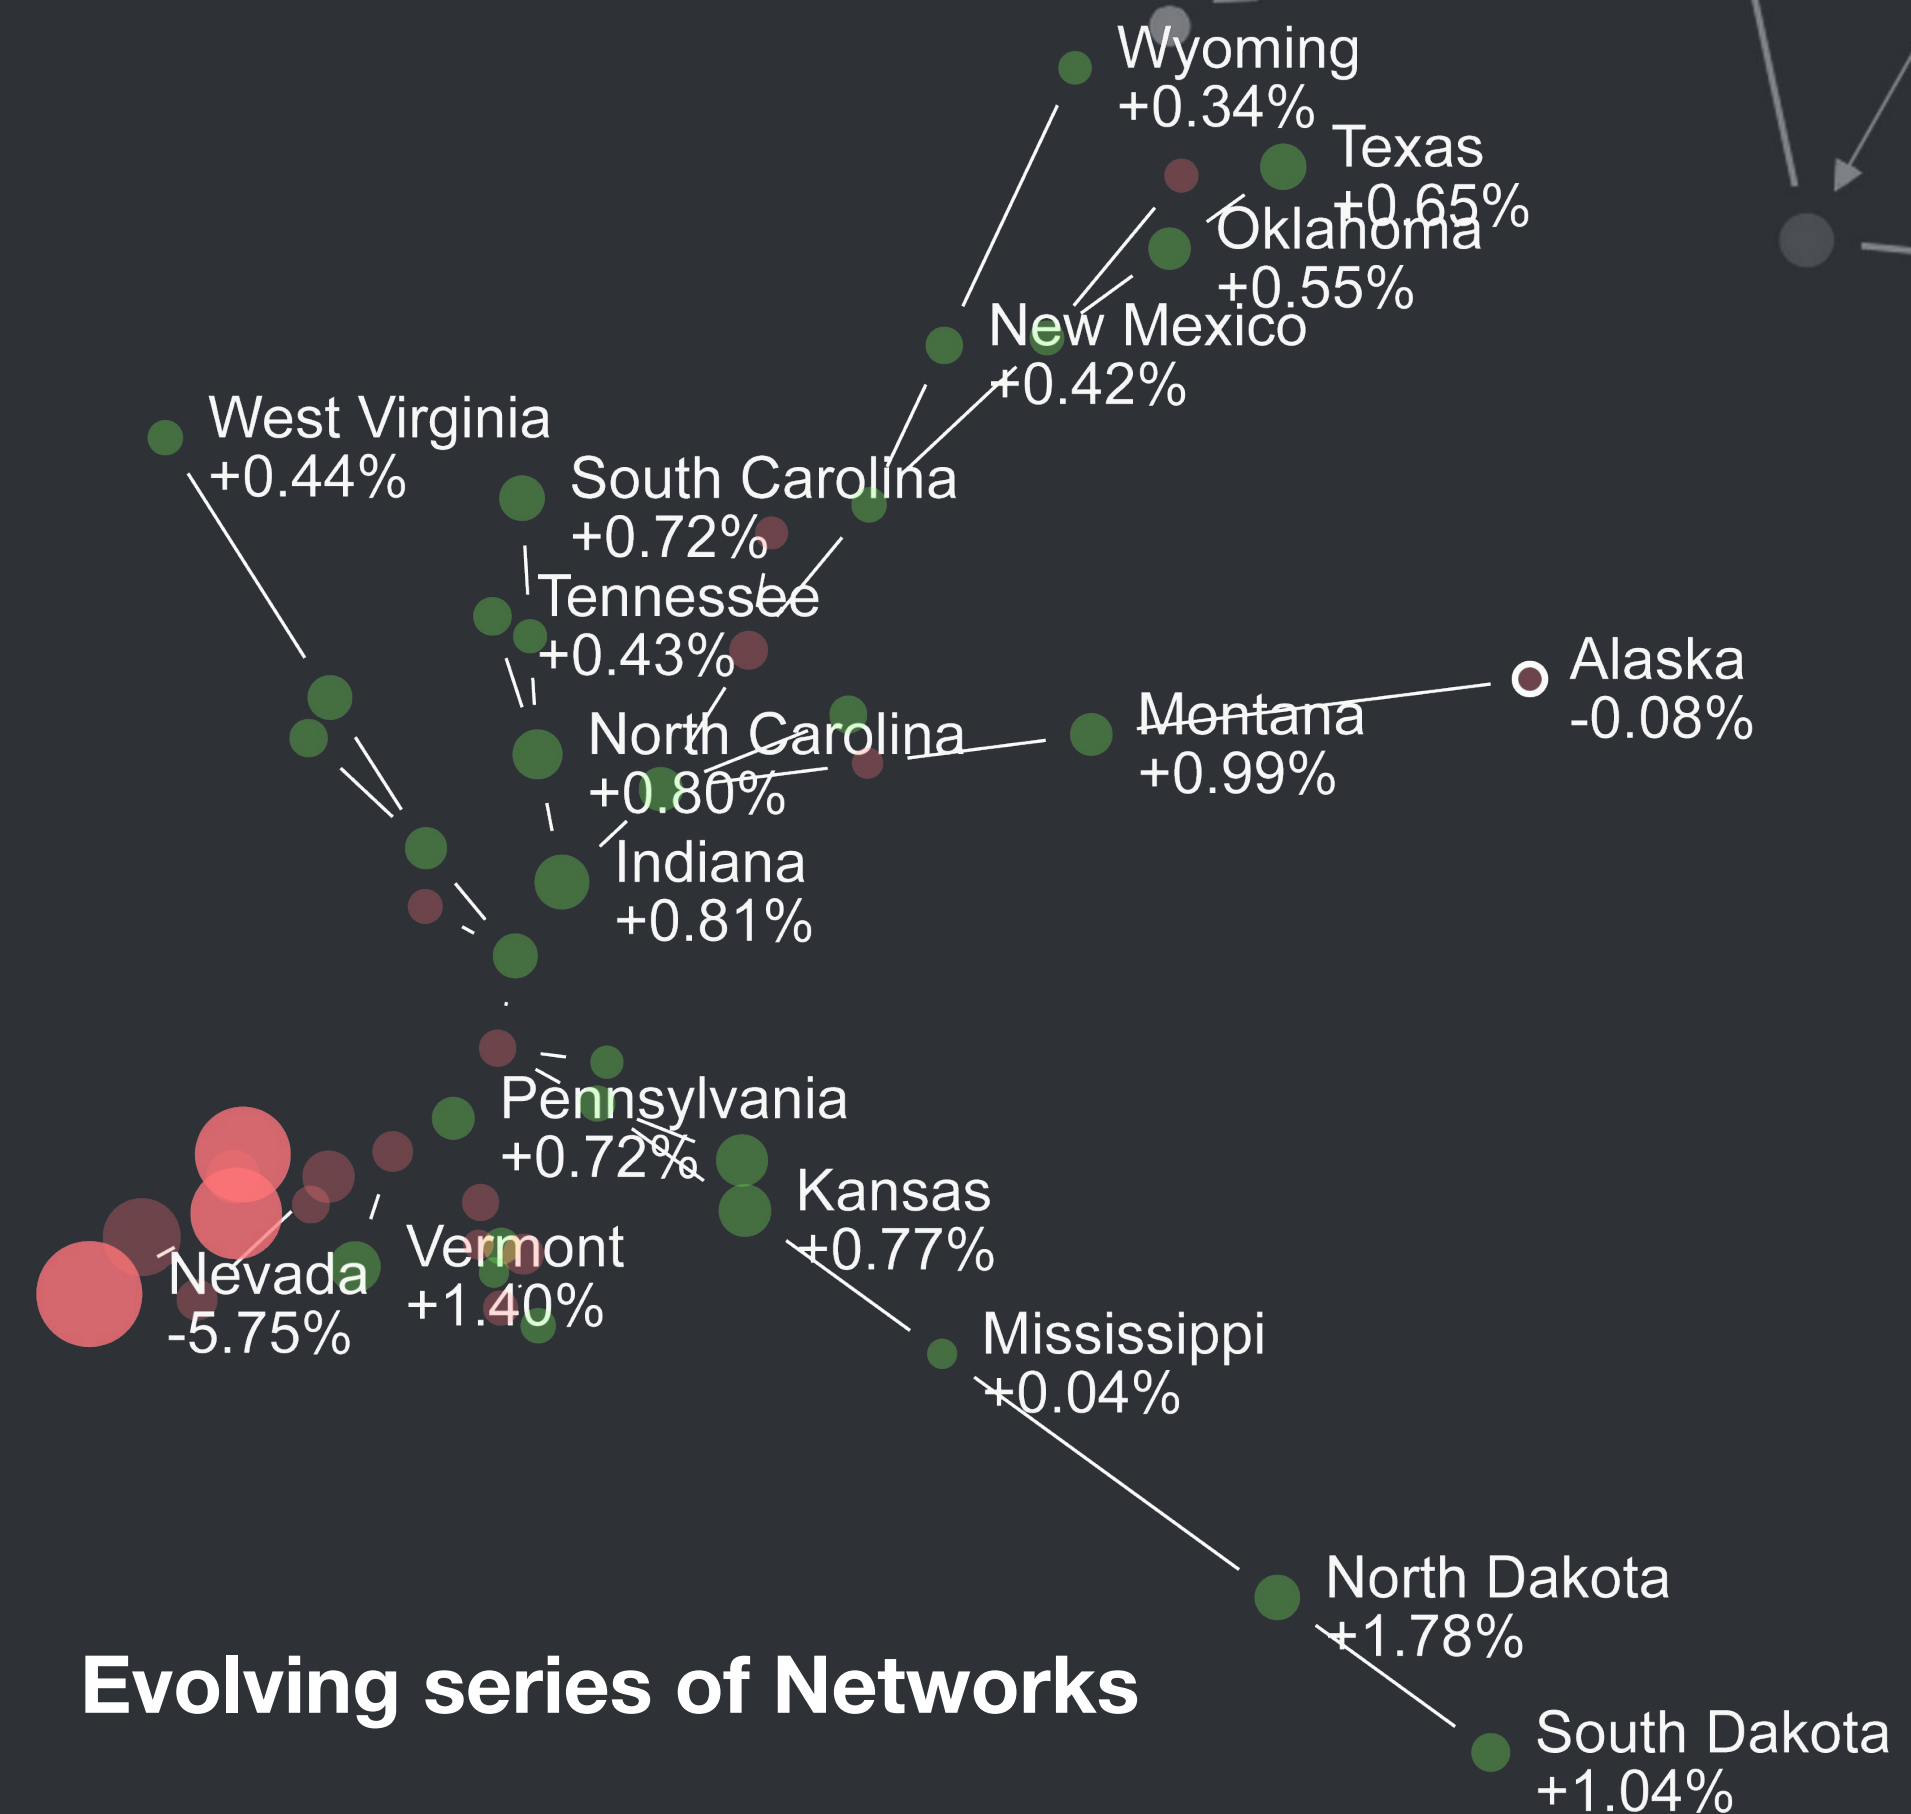 Wyoming
+0.34%
Texas
+0.65%
Oklahoma
+0.55%
New Mexico
+0.42%
West Virginia
+0.44%
South Carolina
+0.72%
Tennessee
+0.43%
Alaska
-0.08%
Montana
+0.99%
North Carolina
+0.80%
Indiana
+0.81%
Pennsylvania
+0.72%
Kansas
+0.77%
Vermont
+1.40%
Nevada
-5.75%
Mississippi
+0.04%
North Dakota
+1.78%
Evolving series of Networks
South Dakota
+1.04%